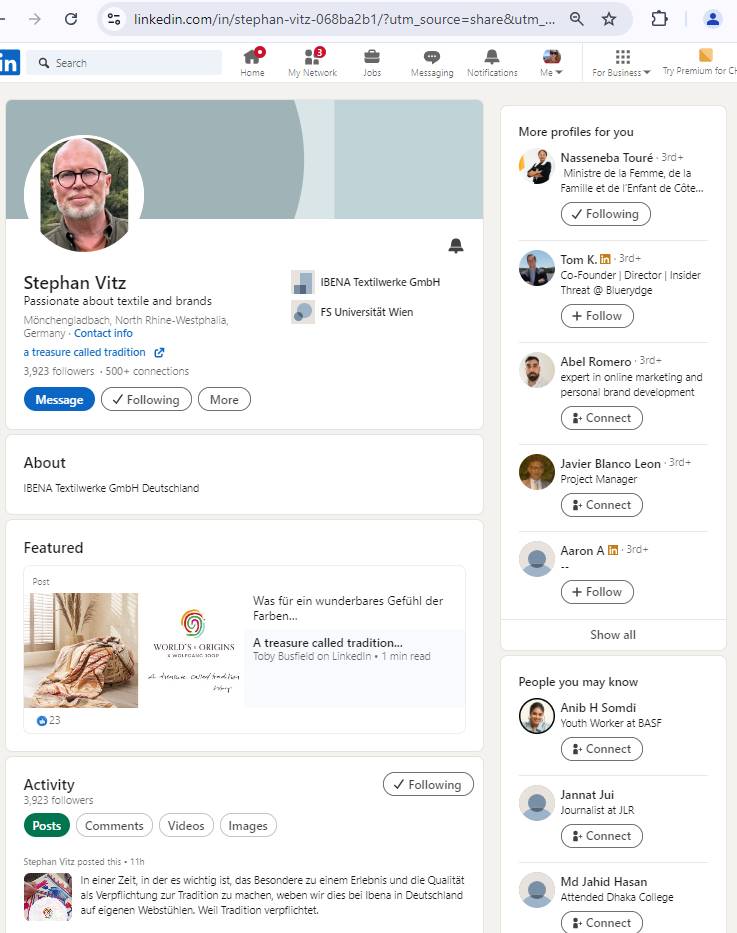 linkedin.com/in/stephan-vitz-068ba2b1/?utm_source=share&utm_...
in
Search
Home
My Network
3
Jobs
Messaging
Notifications
Me
For Business
Try Premium for
Stephan Vitz
Passionate about textile and brands
Mönchengladbach, North Rhine-Westphalia,
Germany · Contact info
a treasure called tradition
3,923 followers · 500+ connections
Message
Following
More
IBENA Textilwerke GmbH
FS Universität Wien
About
IBENA Textilwerke GmbH Deutschland
Featured
Post
WORLD'S & ORIGINS
X WOLFGANG JOOP
A treasure called tradition
Joop
Was für ein wunderbares Gefühl der
Farben...
A treasure called tradition...
Toby Busfield on LinkedIn • 1 min read
23
Activity
3,923 followers
Following
Posts
Comments
Videos
Images
Stephan Vitz posted this • 11h
In einer Zeit, in der es wichtig ist, das Besondere zu einem Erlebnis und die Qualität
als Verpflichtung zur Tradition zu machen, weben wir dies bei Ibena in Deutschland
auf eigenen Webstühlen. Weil Tradition verpflichtet.
More profiles for you
Nasseneba Touré · 3rd+
Ministre de la Femme, de la
Famille et de l'Enfant de Côte...
Following
Tom K. in · 3rd+
Co-Founder | Director | Insider
Threat @ Bluerydge
+ Follow
Abel Romero · 3rd+
expert in online marketing and
personal brand development
Connect
Javier Blanco Leon · 3rd+
Project Manager
Connect
Aaron A in · 3rd+
--
+ Follow
Show all
People you may know
Anib H Somdi
Youth Worker at BASF
Connect
Jannat Jui
Journalist at JLR
Connect
Md Jahid Hasan
Attended Dhaka College
Connect